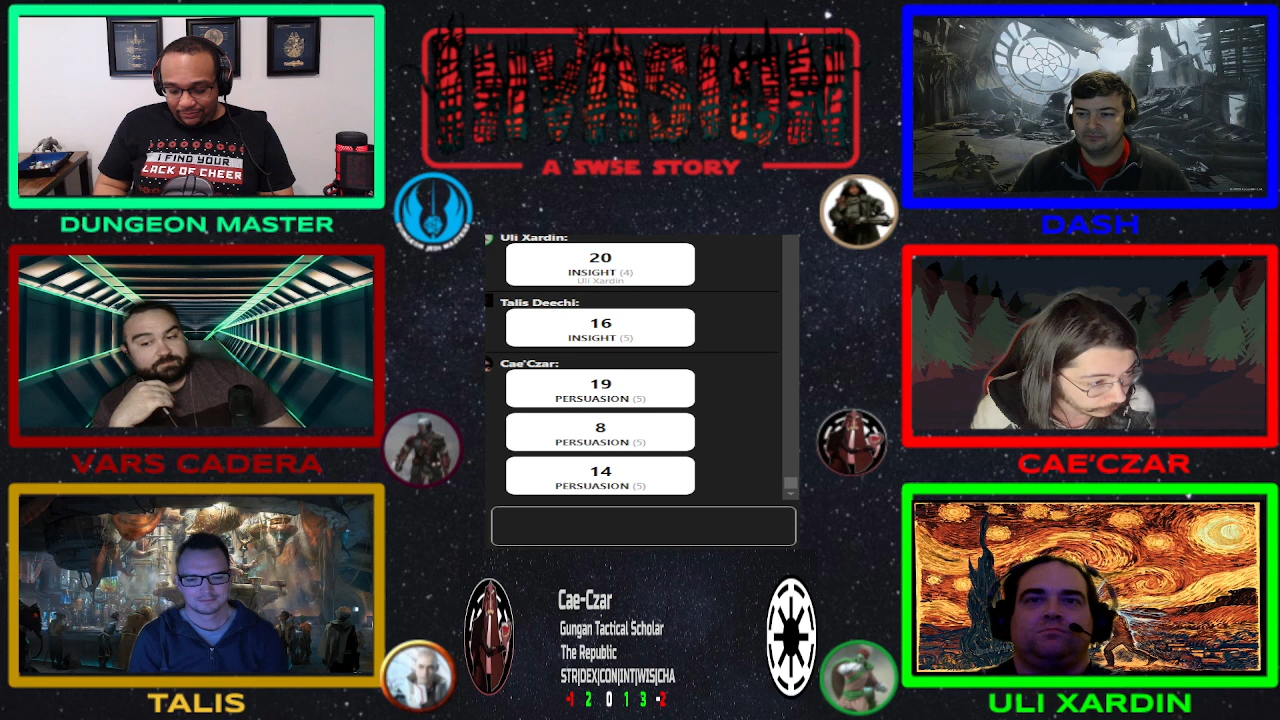 INVASION
A SWSE STORY
I FIND YOUR
LACK OF CHEER
DUNGEON MASTER
DASH
VARS CADERA
CAE'CZAR
TALIS
ULI XARDIN
Uli Xardin:
20
INSIGHT (4)
Uli Xardin
Talis Deechi:
16
INSIGHT (5)
Cae'Czar:
19
PERSUASION (5)
8
PERSUASION (5)
14
PERSUASION (5)
Cae-Czar
Gungan Tactical Scholar
The Republic
STR|DEX|CON|INT|WIS|CHA
-1 2 0 1 3 -2